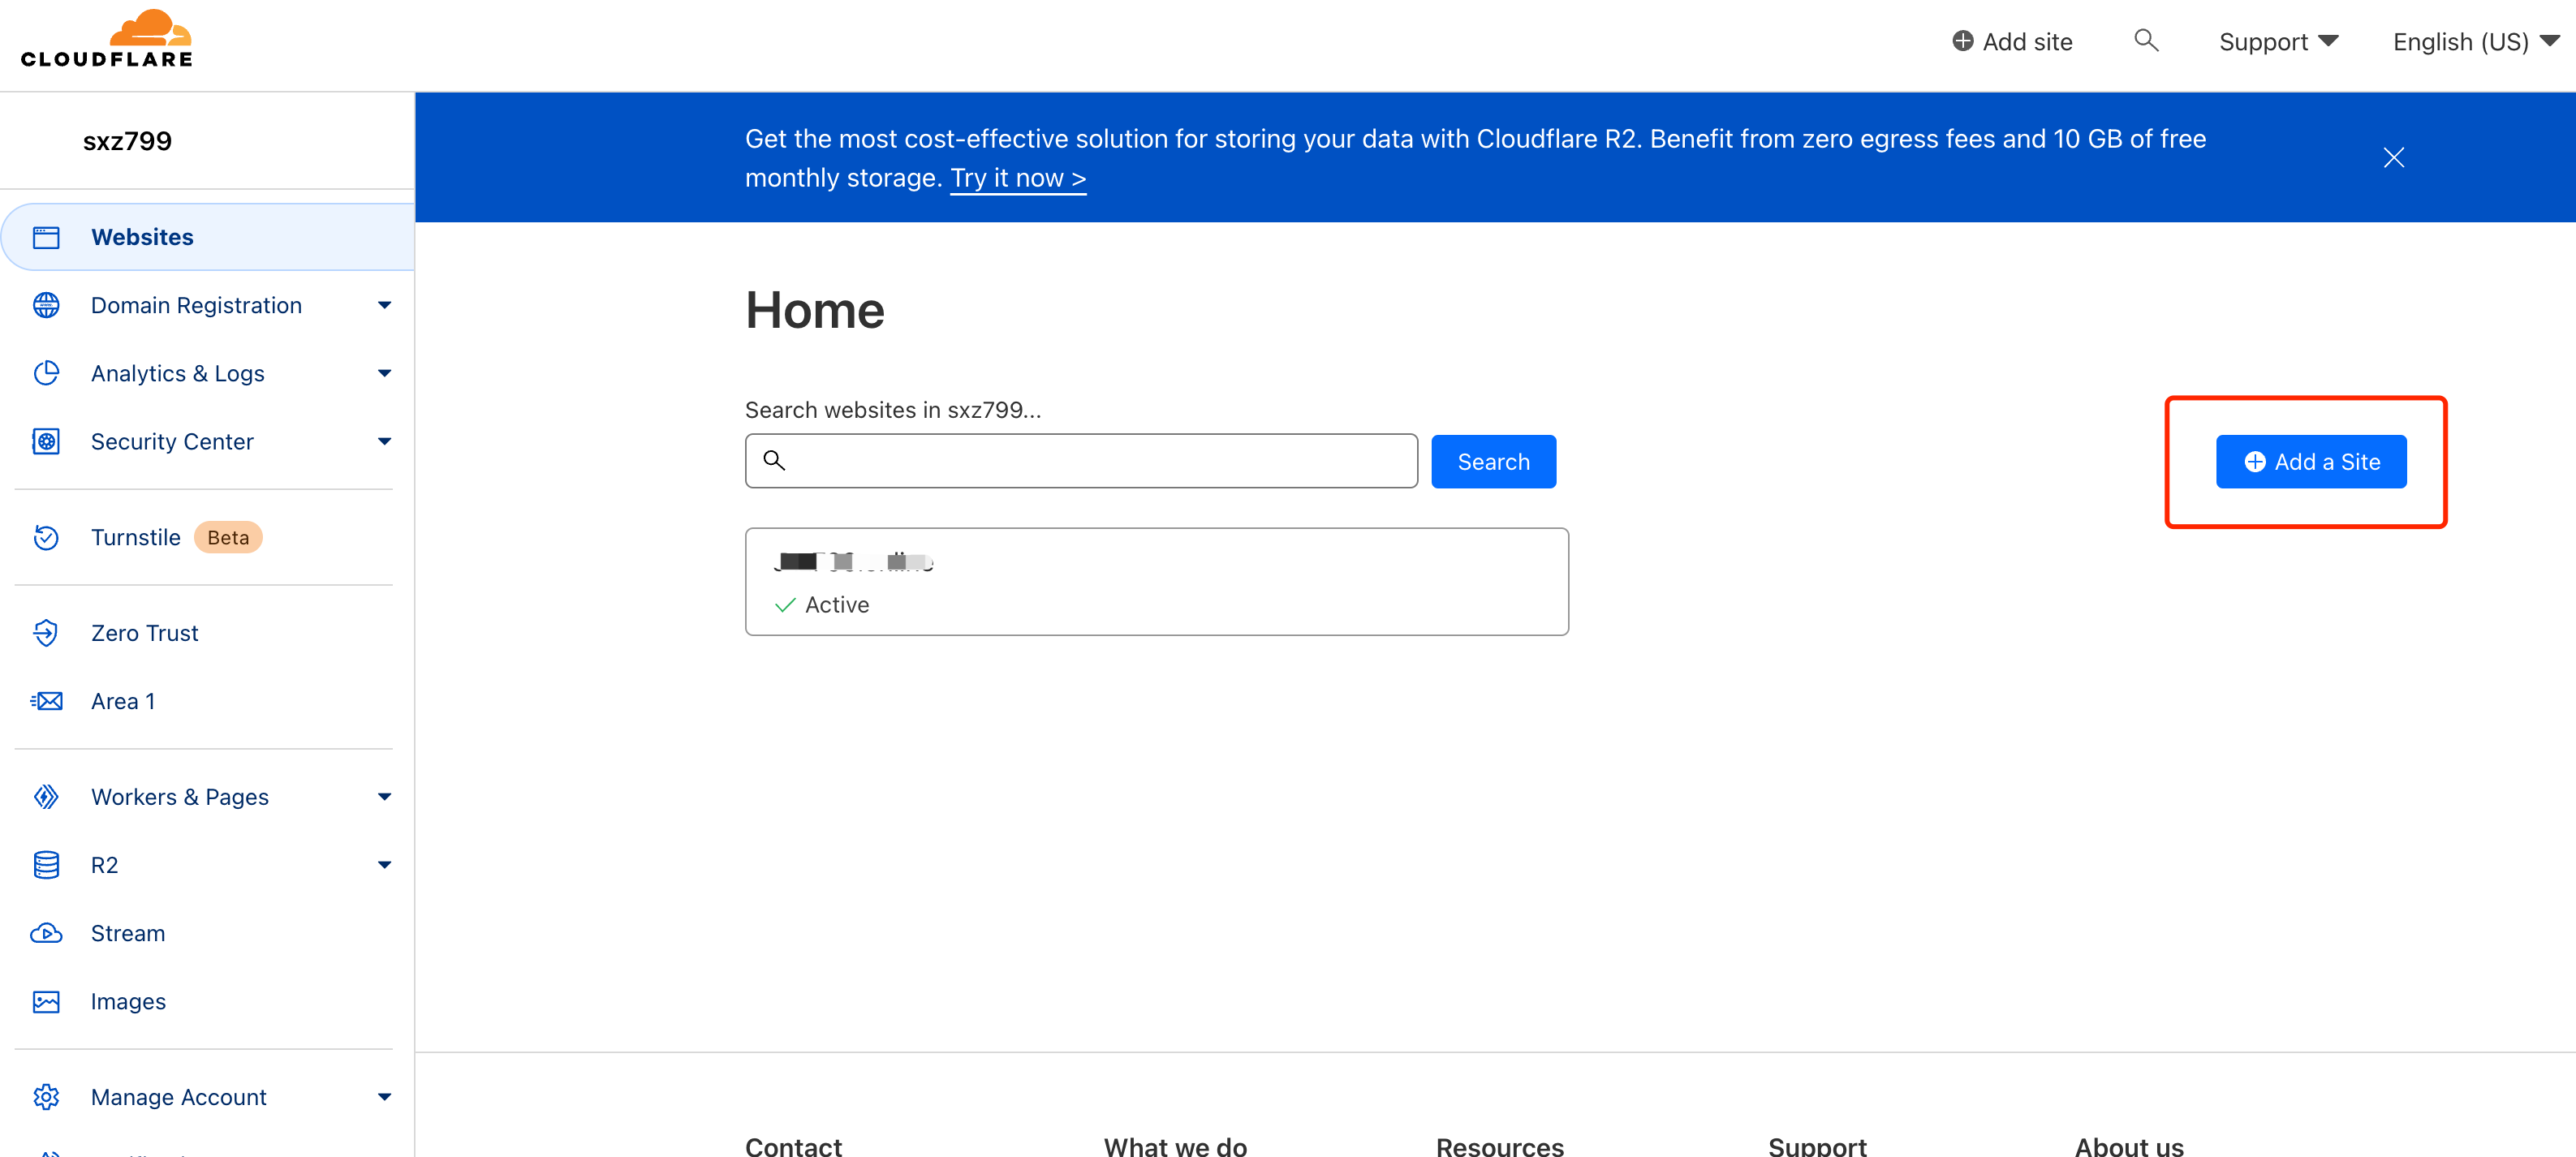 CLOUDFLARE
Add site
Support
English (US)
sxz799
Get the most cost-effective solution for storing your data with Cloudflare R2. Benefit from zero egress fees and 10 GB of free
monthly storage. Try it now >
Websites
Domain Registration
Analytics & Logs
Security Center
Turnstile Beta
Zero Trust
Area 1
Workers & Pages
R2
Stream
Images
Manage Account
Home
Search websites in sxz799...
Search
Add a Site
Active
Contact
What we do
Resources
Support
About us